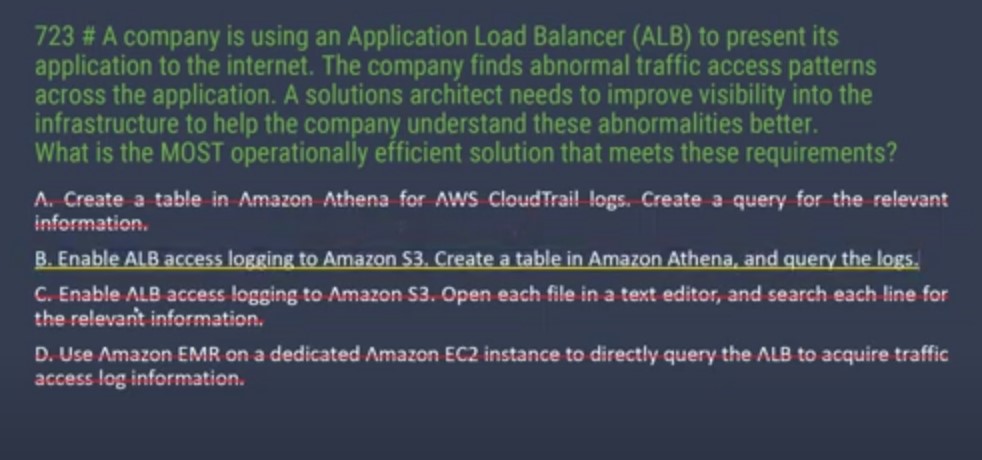 723 # A company is using an Application Load Balancer (ALB) to present its
application to the internet. The company finds abnormal traffic access patterns
across the application. A solutions architect needs to improve visibility into the
infrastructure to help the company understand these abnormalities better.
What is the MOST operationally efficient solution that meets these requirements?
A. Create a table in Amazon Athena for AWS CloudTrail logs. Create a query for the relevant
information.
B. Enable ALB access logging to Amazon S3. Create a table in Amazon Athena, and query the logs.
C. Enable ALB access logging to Amazon S3. Open each file in a text editor, and search each line for
the relevant information.
D. Use Amazon EMR on a dedicated Amazon EC2 instance to directly query the ALB to acquire traffic
access log information.